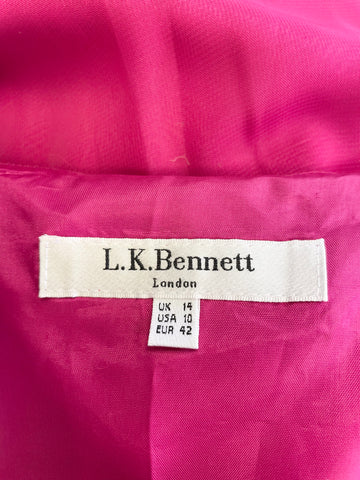 L.K.Bennett
London
UK 14
USA 10
EUR 42